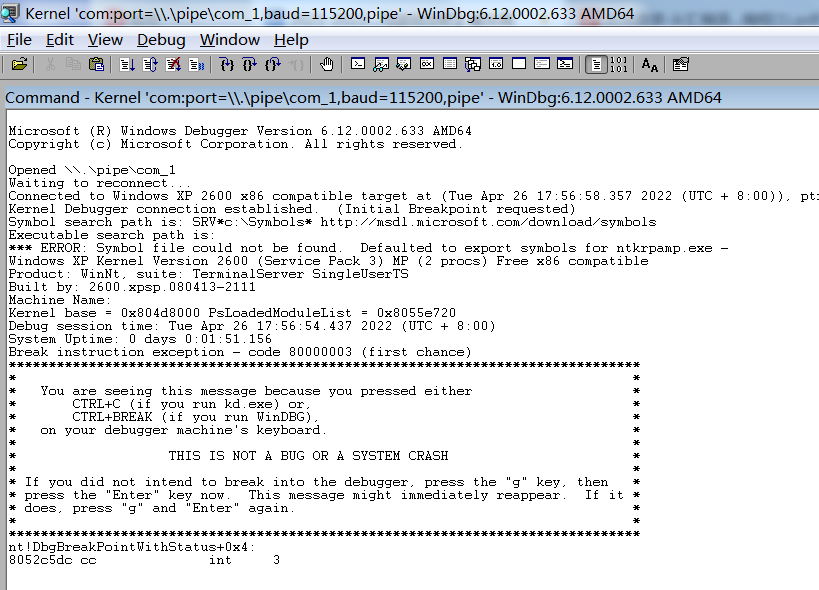 Kernel 'com:port=\\.\pipe\com_1,baud=115200,pipe' - WinDbg:6.12.0002.633 AMD64
File Edit View Debug Window Help
Command - Kernel 'com:port=\\.\pipe\com_1,baud=115200,pipe' - WinDbg:6.12.0002.633 AMD64
Microsoft (R) Windows Debugger Version 6.12.0002.633 AMD64
Copyright (c) Microsoft Corporation. All rights reserved.
Opened \\.\pipe\com_1
Waiting to reconnect...
Connected to Windows XP 2600 x86 compatible target at (Tue Apr 26 17:56:58.357 2022 (UTC + 8:00)), pt
Kernel Debugger connection established.  (Initial Breakpoint requested)
Symbol search path is: SRV*c:\Symbols* http://msdl.microsoft.com/download/symbols
Executable search path is:
*** ERROR: Symbol file could not be found.  Defaulted to export symbols for ntkrpamp.exe -
Windows XP Kernel Version 2600 (Service Pack 3) MP (2 procs) Free x86 compatible
Product: WinNt, suite: TerminalServer SingleUserTS
Built by: 2600.xpsp.080413-2111
Machine Name:
Kernel base = 0x804d8000 PsLoadedModuleList = 0x8055e720
Debug session time: Tue Apr 26 17:56:54.437 2022 (UTC + 8:00)
System Uptime: 0 days 0:01:51.156
Break instruction exception - code 80000003 (first chance)
*******************************************************************************
*                                                                             *
*   You are seeing this message because you pressed either                    *
*       CTRL+C (if you run kd.exe) or,                                        *
*       CTRL+BREAK (if you run WinDBG),                                       *
*   on your debugger machine's keyboard.                                      *
*                                                                             *
*                   THIS IS NOT A BUG OR A SYSTEM CRASH                       *
*                                                                             *
* If you did not intend to break into the debugger, press the "g" key, then   *
* press the "Enter" key now.  This message might immediately reappear.  If it *
* does, press "g" and "Enter" again.                                          *
*                                                                             *
*******************************************************************************
nt!DbgBreakPointWithStatus+0x4:
8052c5dc cc              int     3